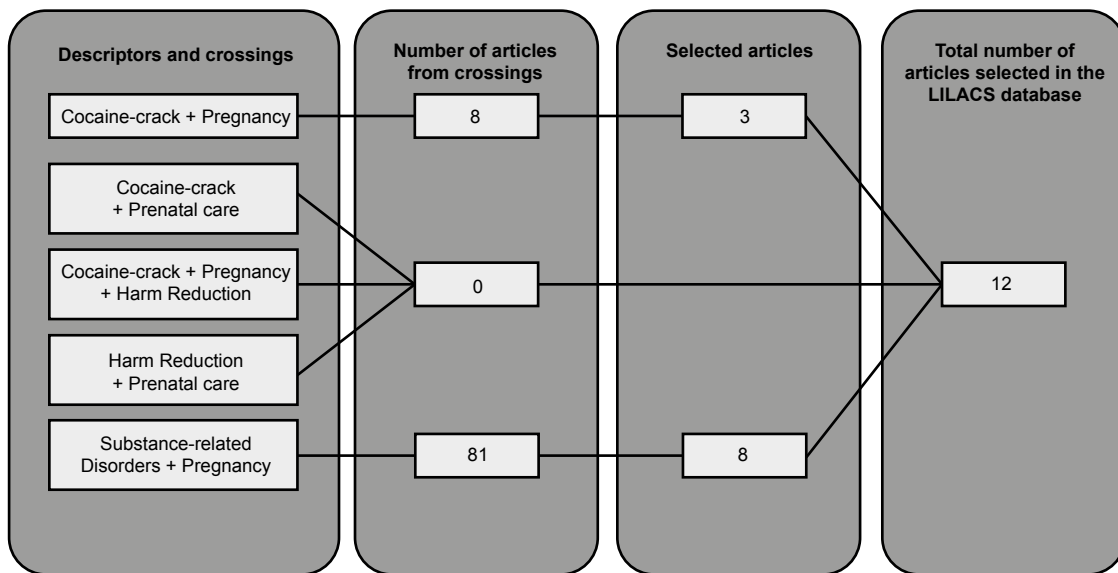 Descriptors and crossings
Cocaine-crack + Pregnancy
Cocaine-crack
+ Prenatal care
Cocaine-crack + Pregnancy
+ Harm Reduction
Harm Reduction
+ Prenatal care
Substance-related
Disorders + Pregnancy
Number of articles
from crossings
8
0
81
Selected articles
3
8
Total number of
articles selected in the
LILACS database
12